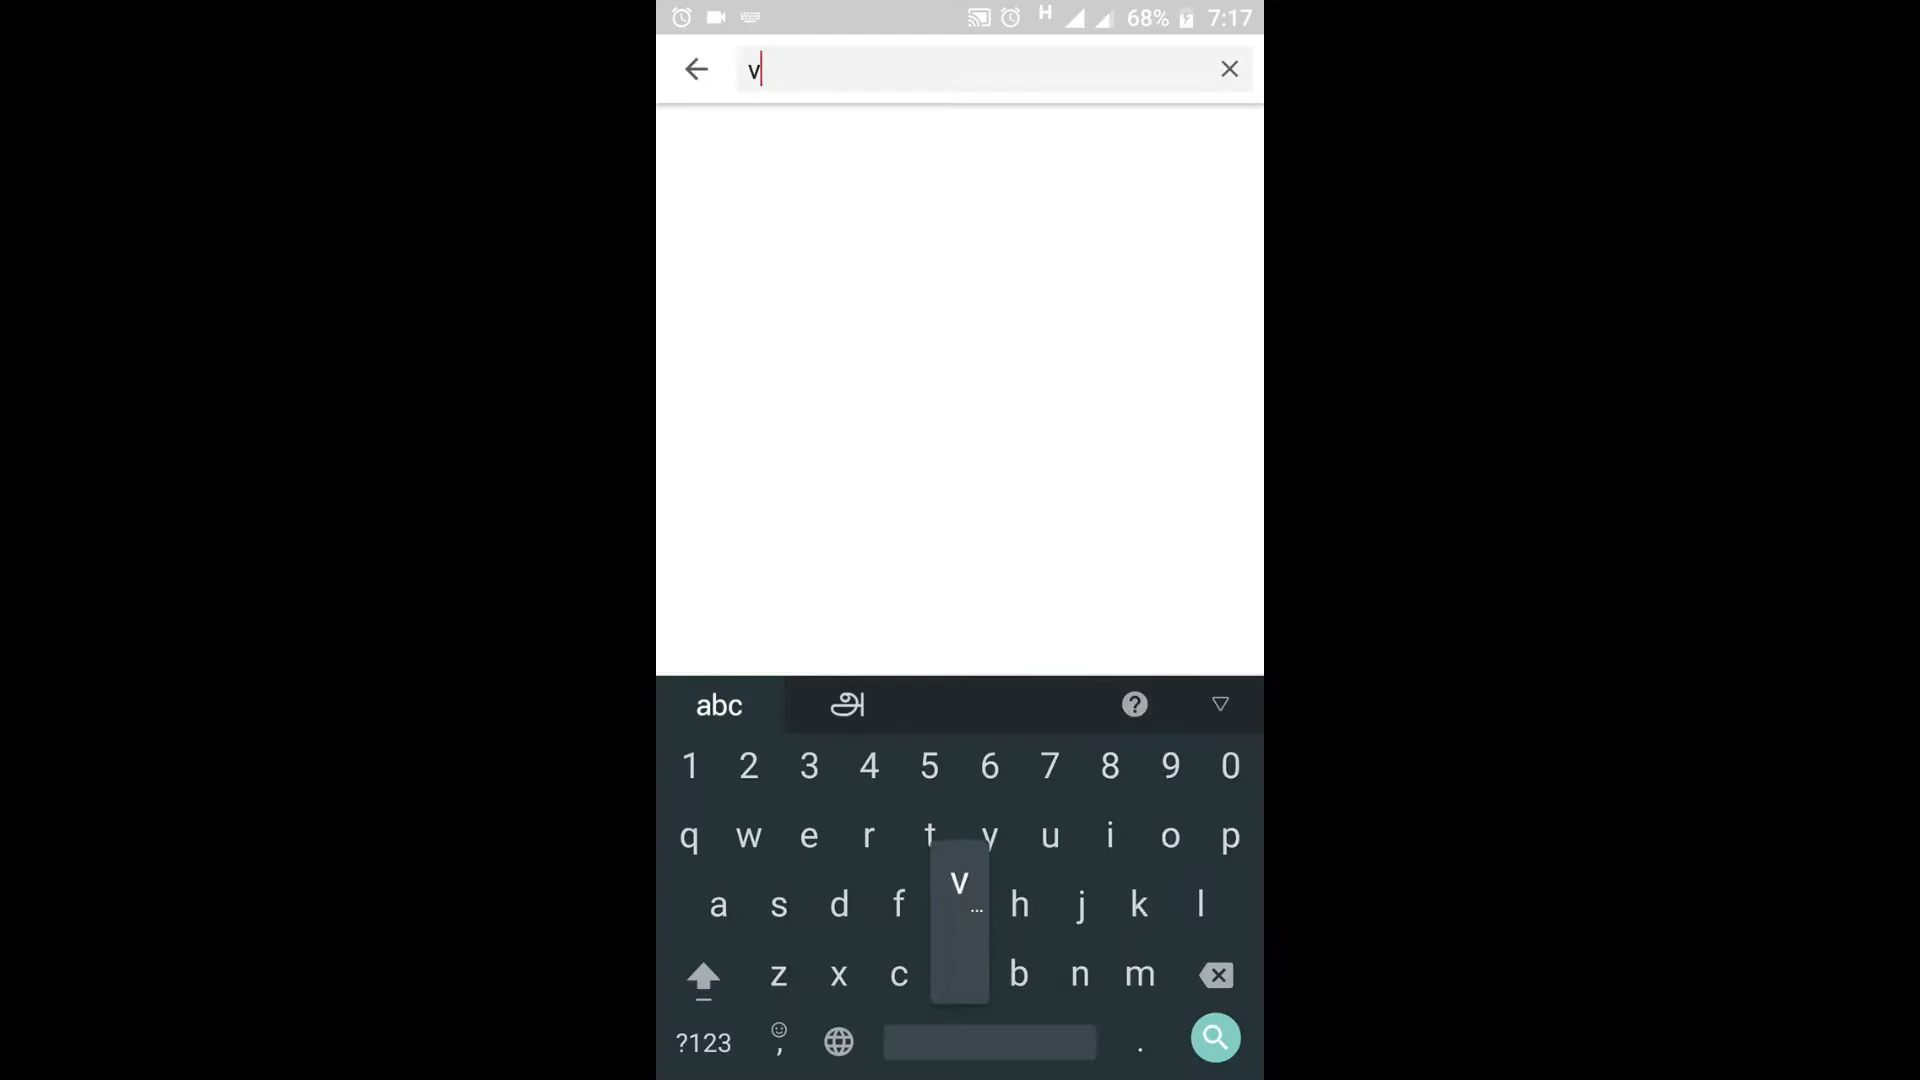 H 68% 7:17
v
abc அ ?
1 2 3 4 5 6 7 8 9 0
q w e r t y u i o p
v
...
a s d f h j k l
z x c b n m
?123 , .